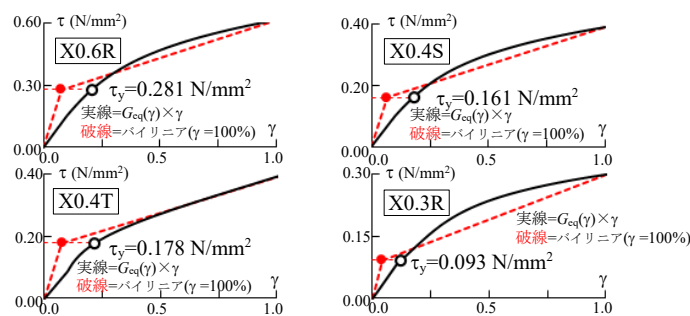 0.60 τ (N/mm²)
X0.6R
0.30
τy=0.281 N/mm²
実線=Geq(γ)×γ
破線=バイリニア(γ=100%)
0.00
0.0 0.5 γ 1.0
0.40 τ (N/mm²)
X0.4S
0.20
τy=0.161 N/mm²
実線=Geq(γ)×γ
破線=バイリニア(γ=100%)
0.00
0.0 0.5 γ 1.0
0.40 τ (N/mm²)
X0.4T
0.20
τy=0.178 N/mm²
実線=Geq(γ)×γ
破線=バイリニア(γ=100%)
0.00
0.0 0.5 γ 1.0
0.30 τ (N/mm²)
X0.3R
0.15
実線=Geq(γ)×γ
破線=バイリニア(γ=100%)
τy=0.093 N/mm²
0.00
0.0 0.5 γ 1.0